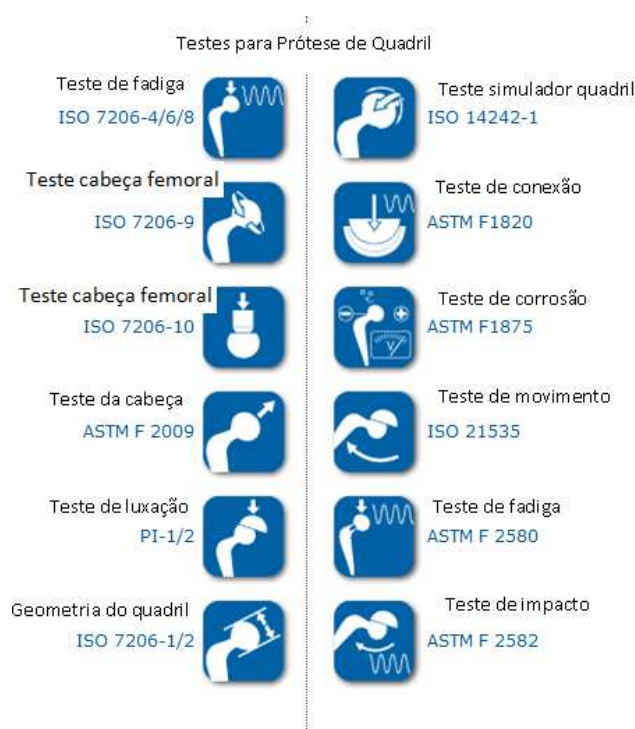 Testes para Prótese de Quadril
Teste de fadiga
ISO 7206-4/6/8
Teste cabeça femoral
ISO 7206-9
Teste cabeça femoral
ISO 7206-10
Teste da cabeça
ASTM F 2009
Teste de luxação
PI-1/2
Geometria do quadril
ISO 7206-1/2
Teste simulador quadril
ISO 14242-1
Teste de conexão
ASTM F1820
Teste de corrosão
ASTM F1875
V
Teste de movimento
ISO 21535
Teste de fadiga
ASTM F 2580
Teste de impacto
ASTM F 2582